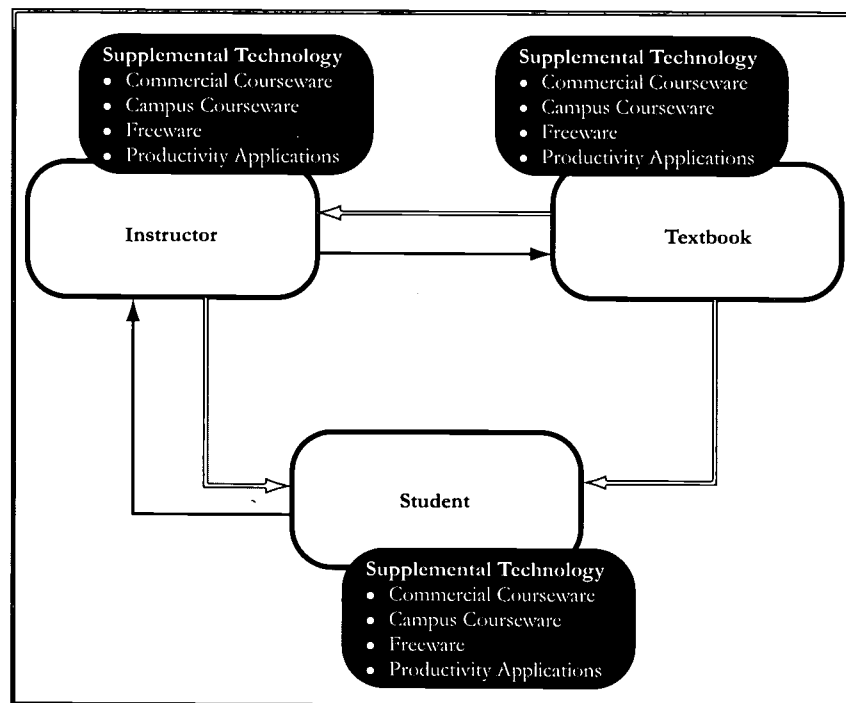 Supplemental Technology
• Commercial Courseware
• Campus Courseware
• Freeware
• Productivity Applications
Instructor
Supplemental Technology
• Commercial Courseware
• Campus Courseware
• Freeware
• Productivity Applications
Textbook
Student
Supplemental Technology
• Commercial Courseware
• Campus Courseware
• Freeware
• Productivity Applications